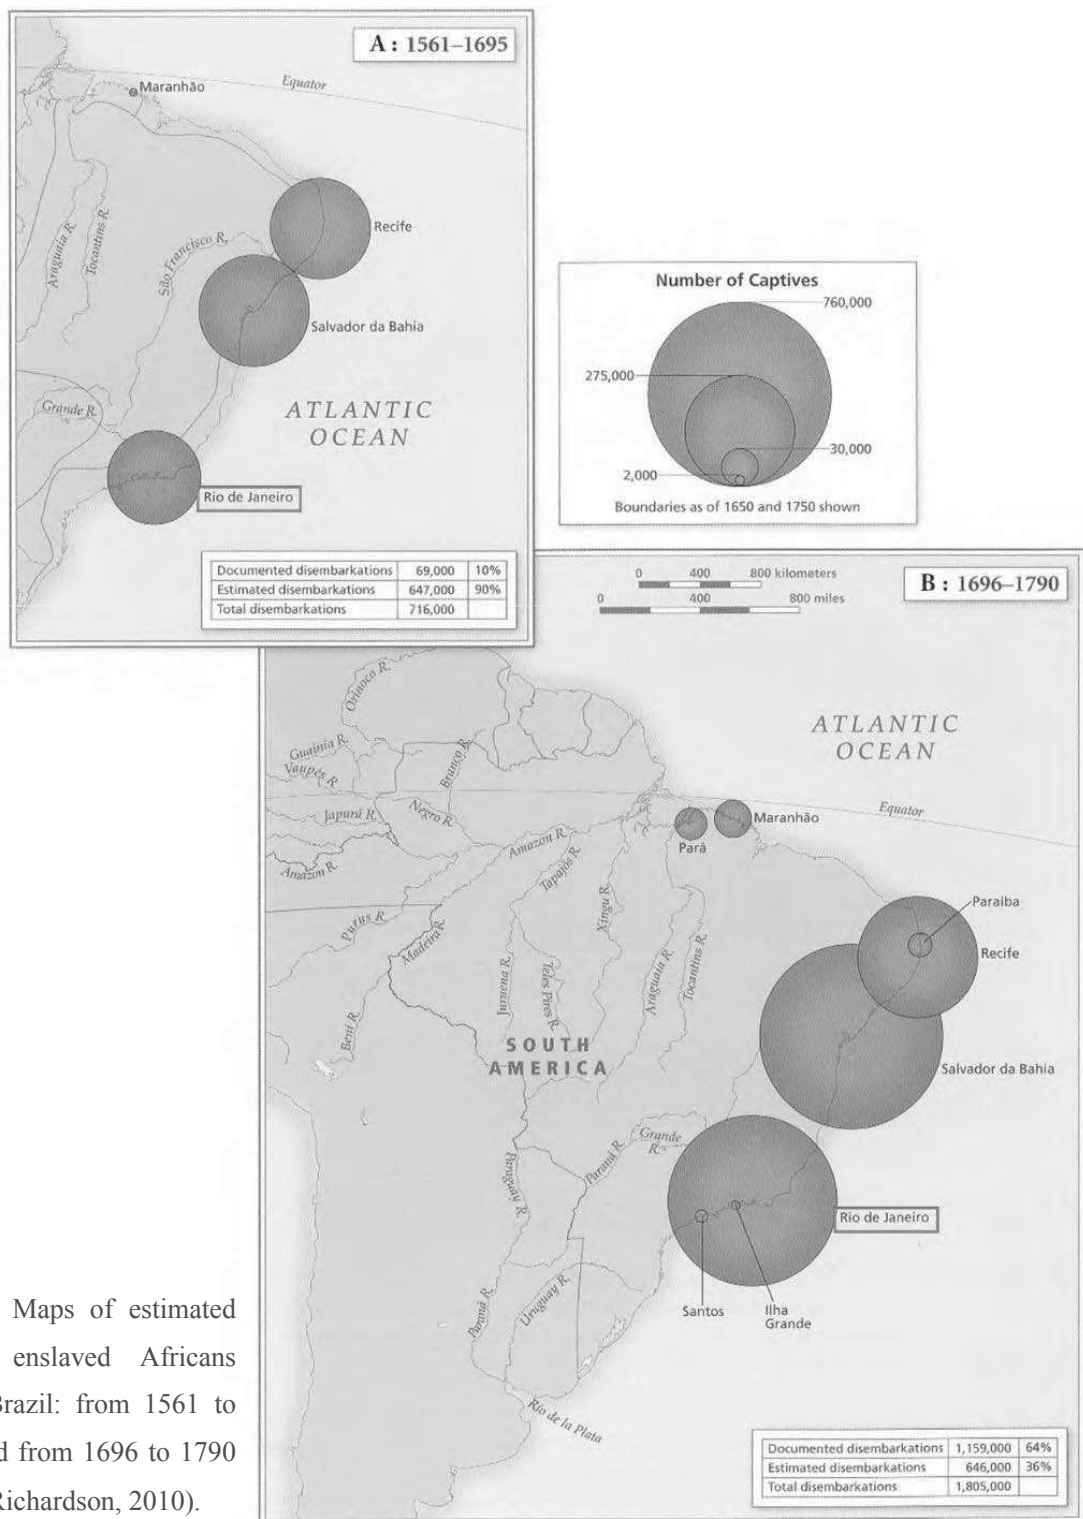 A : 1561–1695
Equator
Maranhão
Recife
Araguaia R.
Tocantins R.
São Francisco R.
Salvador da Bahia
ATLANTIC
OCEAN
Grande R.
Rio de Janeiro
Documented disembarkations 69,000 10%
Estimated disembarkations 647,000 90%
Total disembarkations 716,000
Number of Captives
760,000
275,000
30,000
2,000
Boundaries as of 1650 and 1750 shown
0 400 800 kilometers
0 400 800 miles
B : 1696–1790
Orinoco R.
Guainia R.
Vaupés R.
Branco R.
Japurá R.
Negro R.
Amazon R.
Amazon R.
Tapajós R.
Purus R.
Madeira R.
Xingu R.
ATLANTIC
OCEAN
Equator
Maranhão
Pará
Paraiba
Recife
Juruena R.
Teles Pires R.
Araguaia R.
Tocantins R.
Beni R.
SOUTH
AMERICA
Salvador da Bahia
Grande
R.
Paraná R.
Paraguay R.
Rio de Janeiro
Santos
Ilha
Grande
Paraná R.
Uruguay R.
Rio de la Plata
Documented disembarkations 1,159,000 64%
Estimated disembarkations 646,000 36%
Total disembarkations 1,805,000
Maps of estimated
enslaved Africans
Brazil: from 1561 to
d from 1696 to 1790
Richardson, 2010).